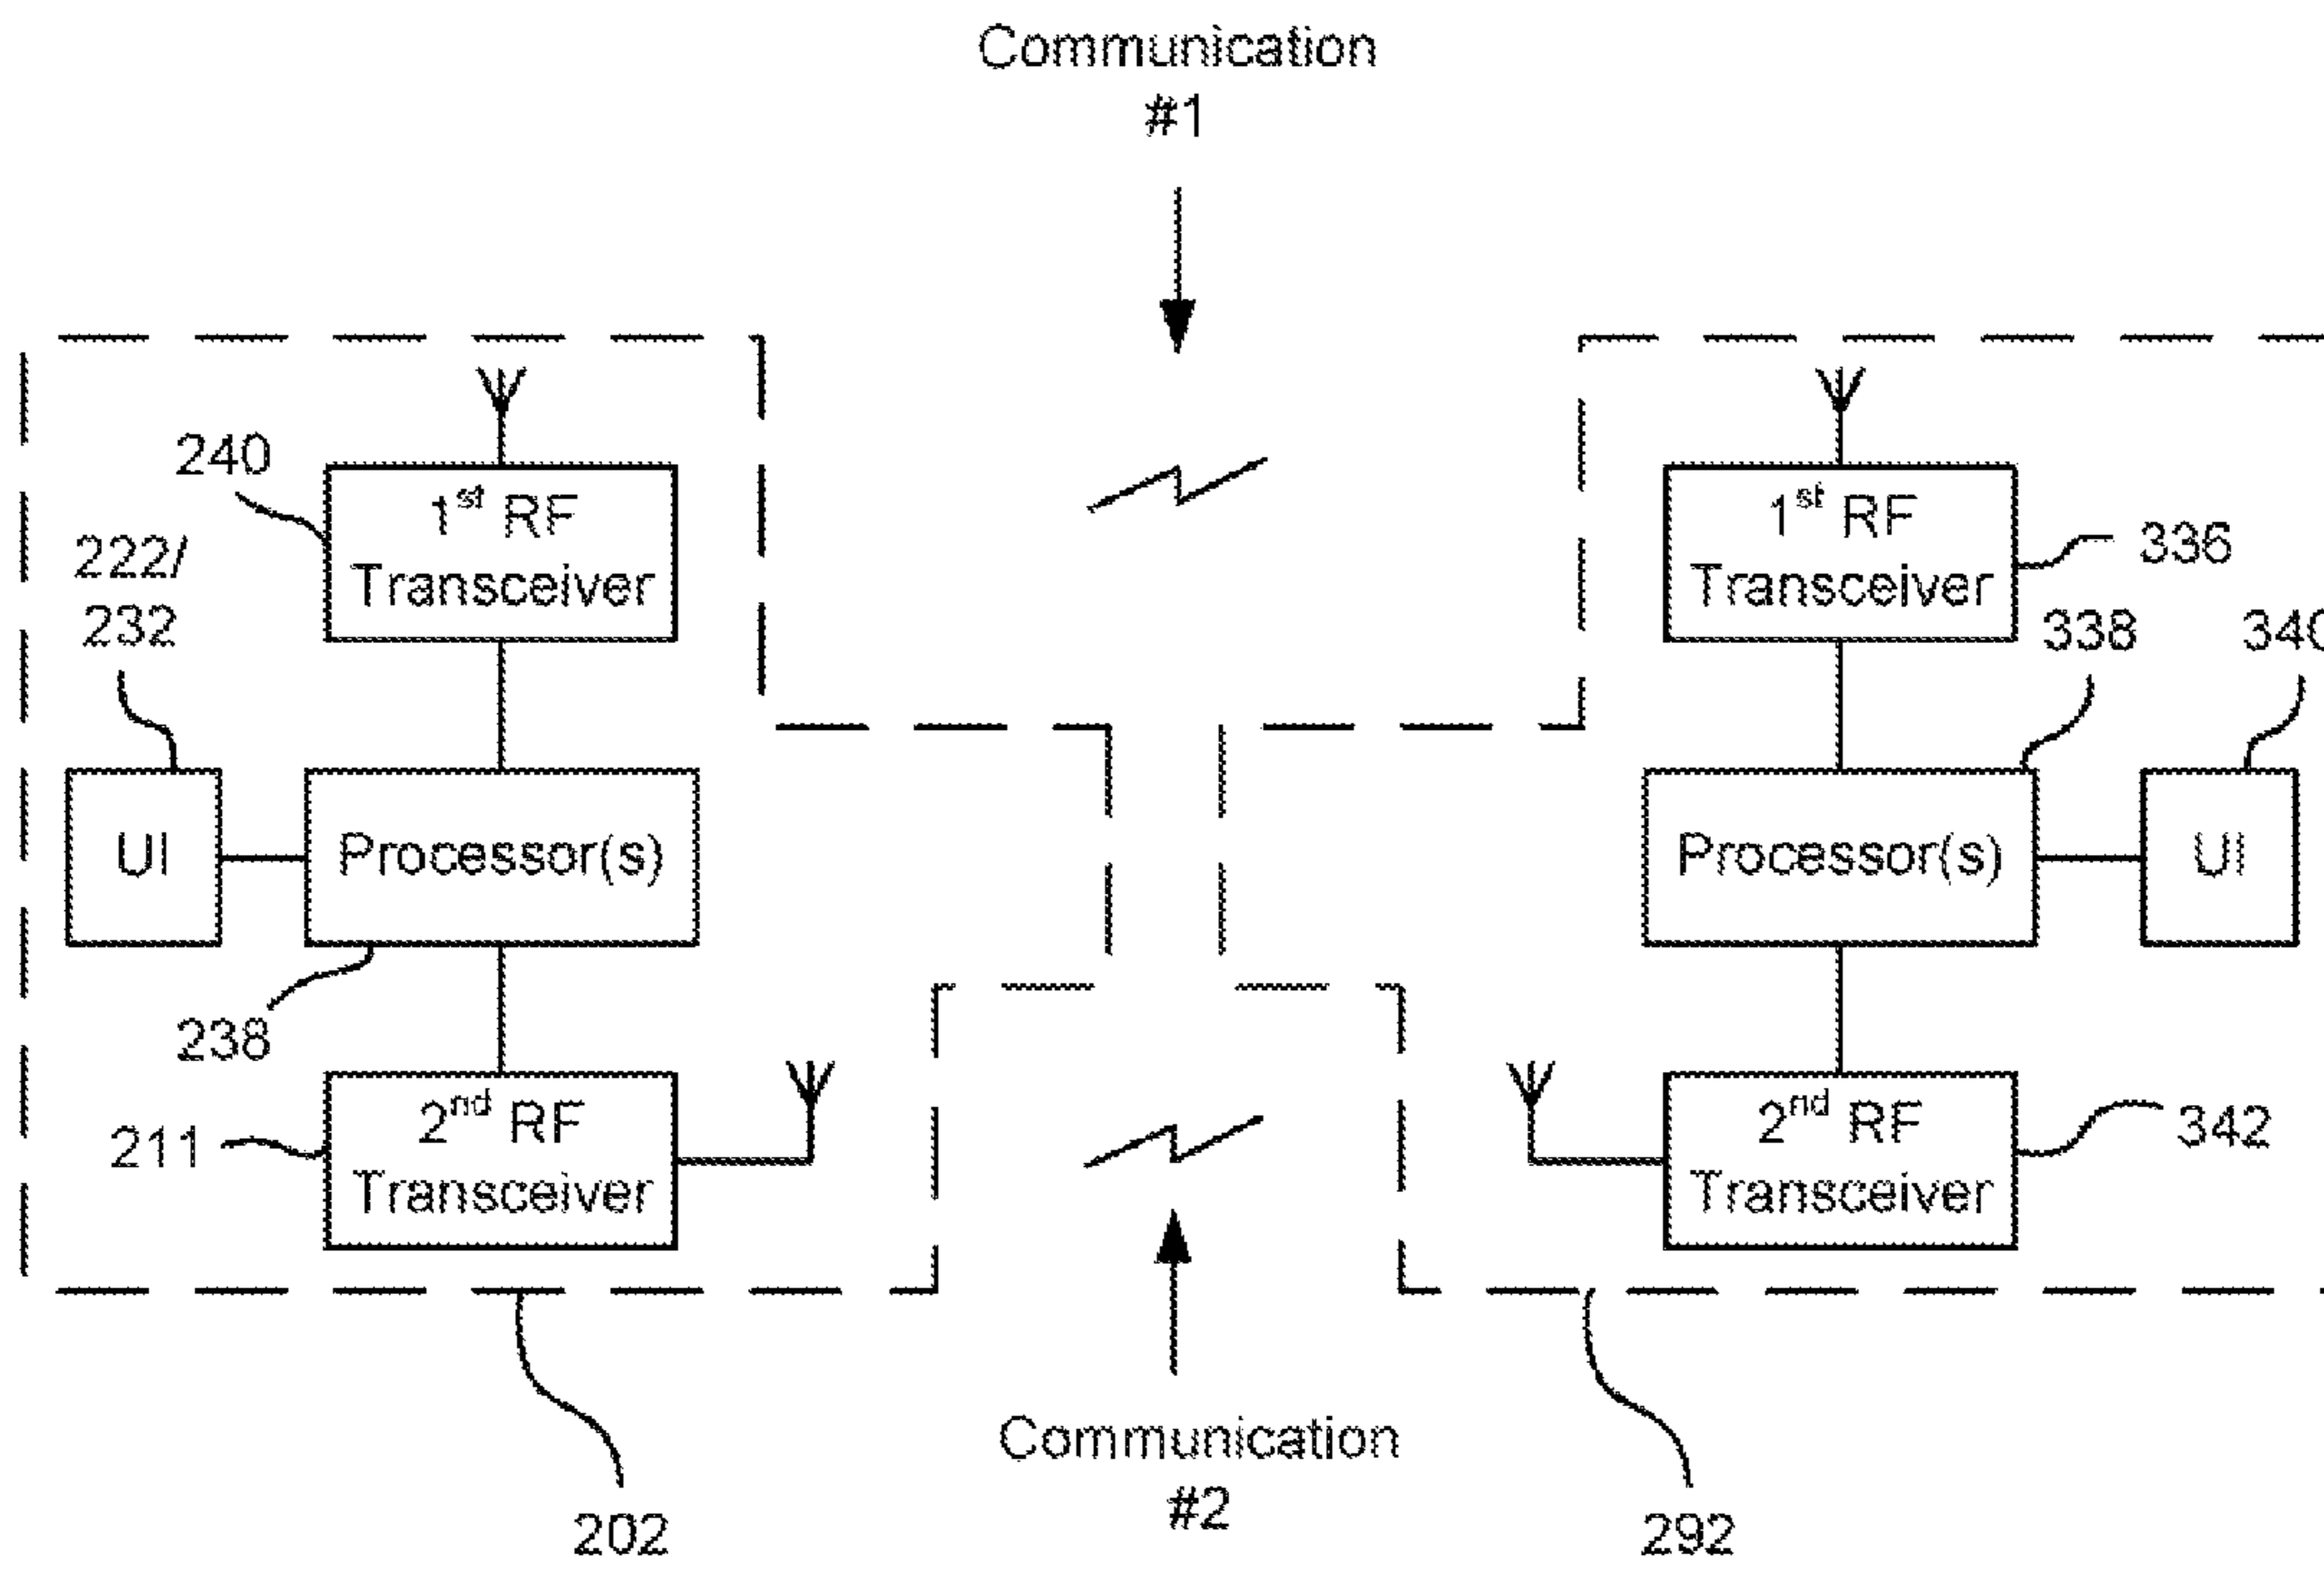 Communication
#1
240
1st RF
Transceiver
222/
232
UI
Processor(s)
238
211
2nd RF
Transceiver
202
1st RF
Transceiver
336
338
340
Processor(s)
UI
2nd RF
Transceiver
342
292
Communication
#2